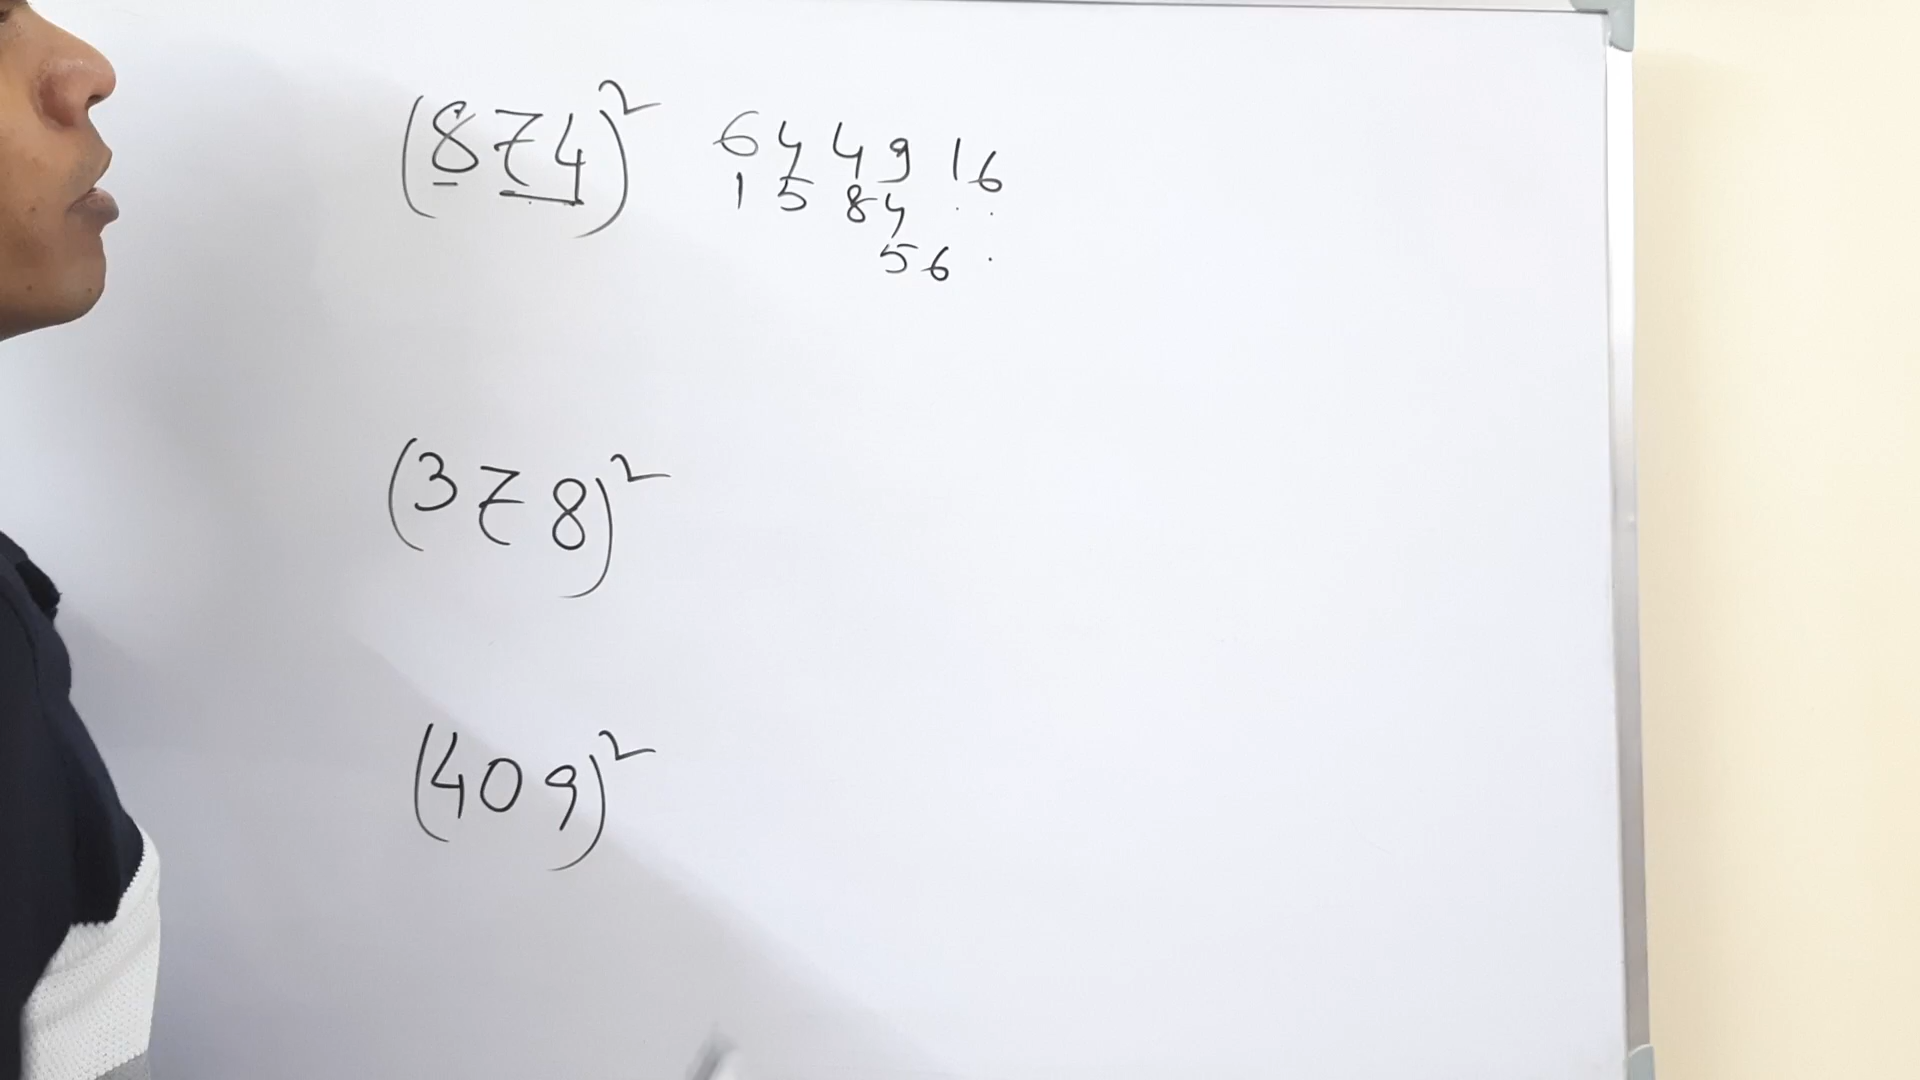 (874)² 64 49 16
15 84 . .
56 .
(378)²
(409)²